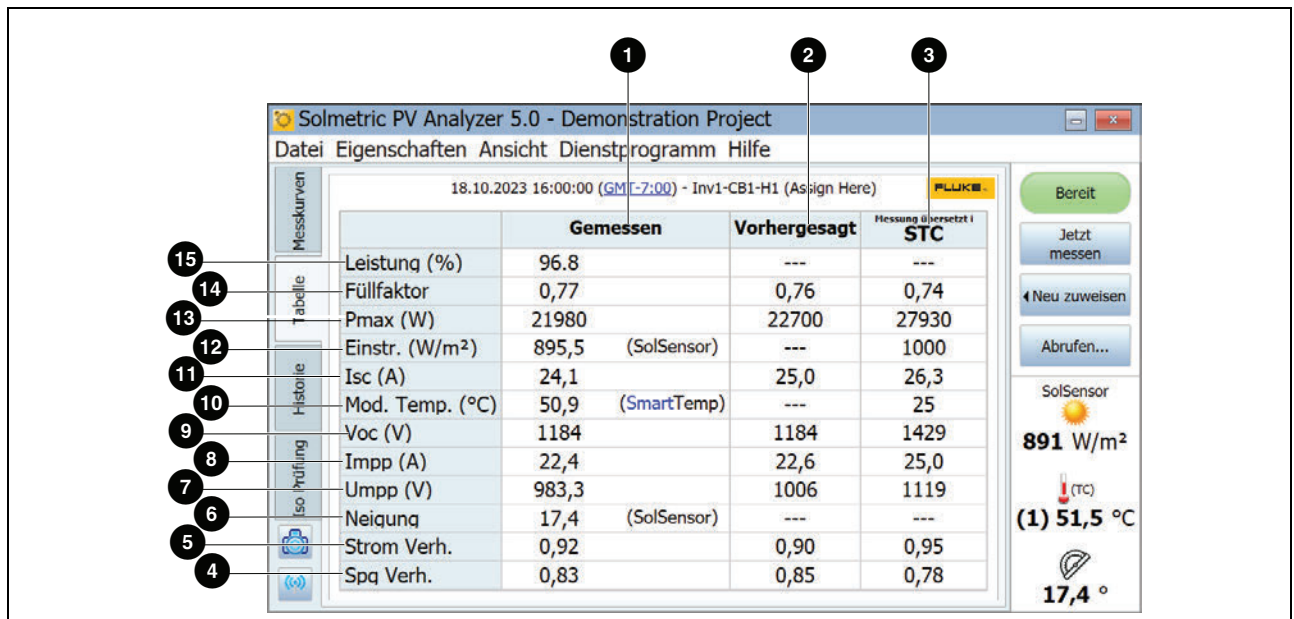 1 2 3
Solmetric PV Analyzer 5.0 - Demonstration Project
Datei Eigenschaften Ansicht Dienstprogramm Hilfe
18.10.2023 16:00:00 (GMT-7:00) - Inv1-CB1-H1 (Assign Here) FLUKE
Messkurven
Tabelle
Historie
Iso Prüfung
Gemessen Vorhergesagt Messung übersetzt i
STC
15 Leistung (%) 96.8 --- ---
14 Füllfaktor 0,77 0,76 0,74
13 Pmax (W) 21980 22700 27930
12 Einstr. (W/m²) 895,5 (SolSensor) --- 1000
11 Isc (A) 24,1 25,0 26,3
10 Mod. Temp. (°C) 50,9 (SmartTemp) --- 25
9 Voc (V) 1184 1184 1429
8 Impp (A) 22,4 22,6 25,0
7 Umpp (V) 983,3 1006 1119
6 Neigung 17,4 (SolSensor) --- ---
5 Strom Verh. 0,92 0,90 0,95
4 Spg Verh. 0,83 0,85 0,78
Bereit
Jetzt
messen
Neu zuweisen
Abrufen...
SolSensor
891 W/m²
(TC)
(1) 51,5 °C
17,4 °